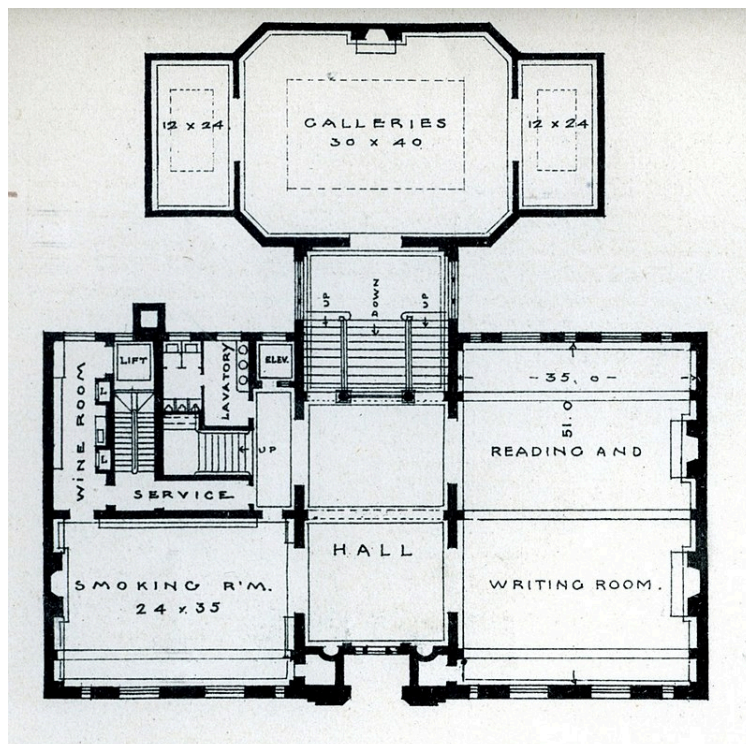 12 x 24
GALLERIES
30 x 40
12 x 24
UP
DOWN
UP
LIFT
LAVATORY
ELEV.
35. 0
51. 0
WINE ROOM
UP
READING AND
SERVICE
HALL
SMOKING R'M.
24 x 35
WRITING ROOM.